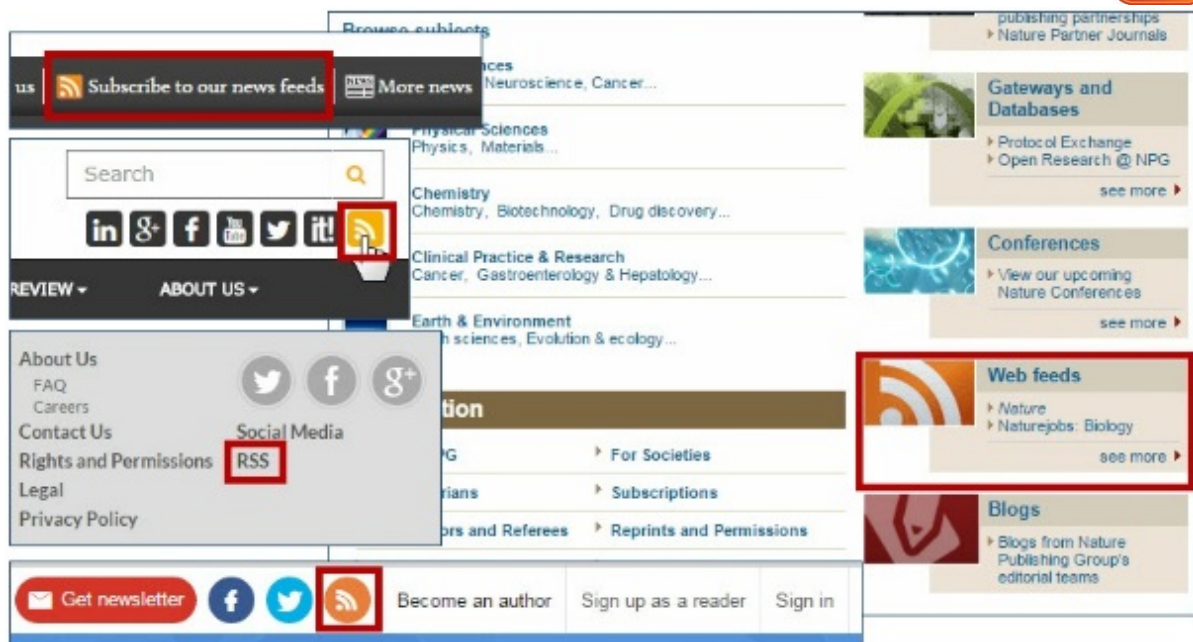 us
Subscribe to our news feeds
More news
Search
in g+ f You Tube it!
REVIEW
ABOUT US
About Us
FAQ
Careers
Contact Us
Rights and Permissions
Legal
Privacy Policy
g+
Social Media
RSS
Get newsletter
Become an author
Sign up as a reader
Sign in
Browse subjects
Neuroscience, Cancer...
Physical Sciences
Physics, Materials...
Chemistry
Chemistry, Biotechnology, Drug discovery...
Clinical Practice & Research
Cancer, Gastroenterology & Hepatology...
Earth & Environment
sciences, Evolution & ecology...
For Societies
Subscriptions
and Referees
Reprints and Permissions
publishing partnerships
Nature Partner Journals
Gateways and
Databases
Protocol Exchange
Open Research @ NPG
see more
Conferences
View our upcoming
Nature Conferences
see more
Web feeds
Nature
Naturejobs: Biology
see more
Blogs
Blogs from Nature
Publishing Group's
editorial teams